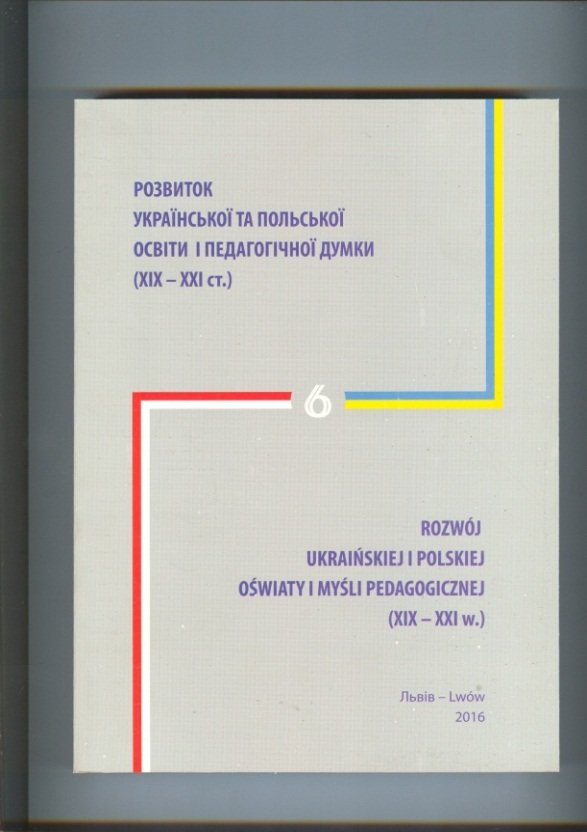 РОЗВИТОК
УКРАЇНСЬКОЇ ТА ПОЛЬСЬКОЇ
ОСВІТИ І ПЕДАГОГІЧНОЇ ДУМКИ
(XIX – XXI ст.)
6
ROZWÓJ
UKRAIŃSKIEJ I POLSKIEJ
OŚWIATY I MYŚLI PEDAGOGICZNEJ
(XIX – XXI w.)
Львів – Lwów
2016